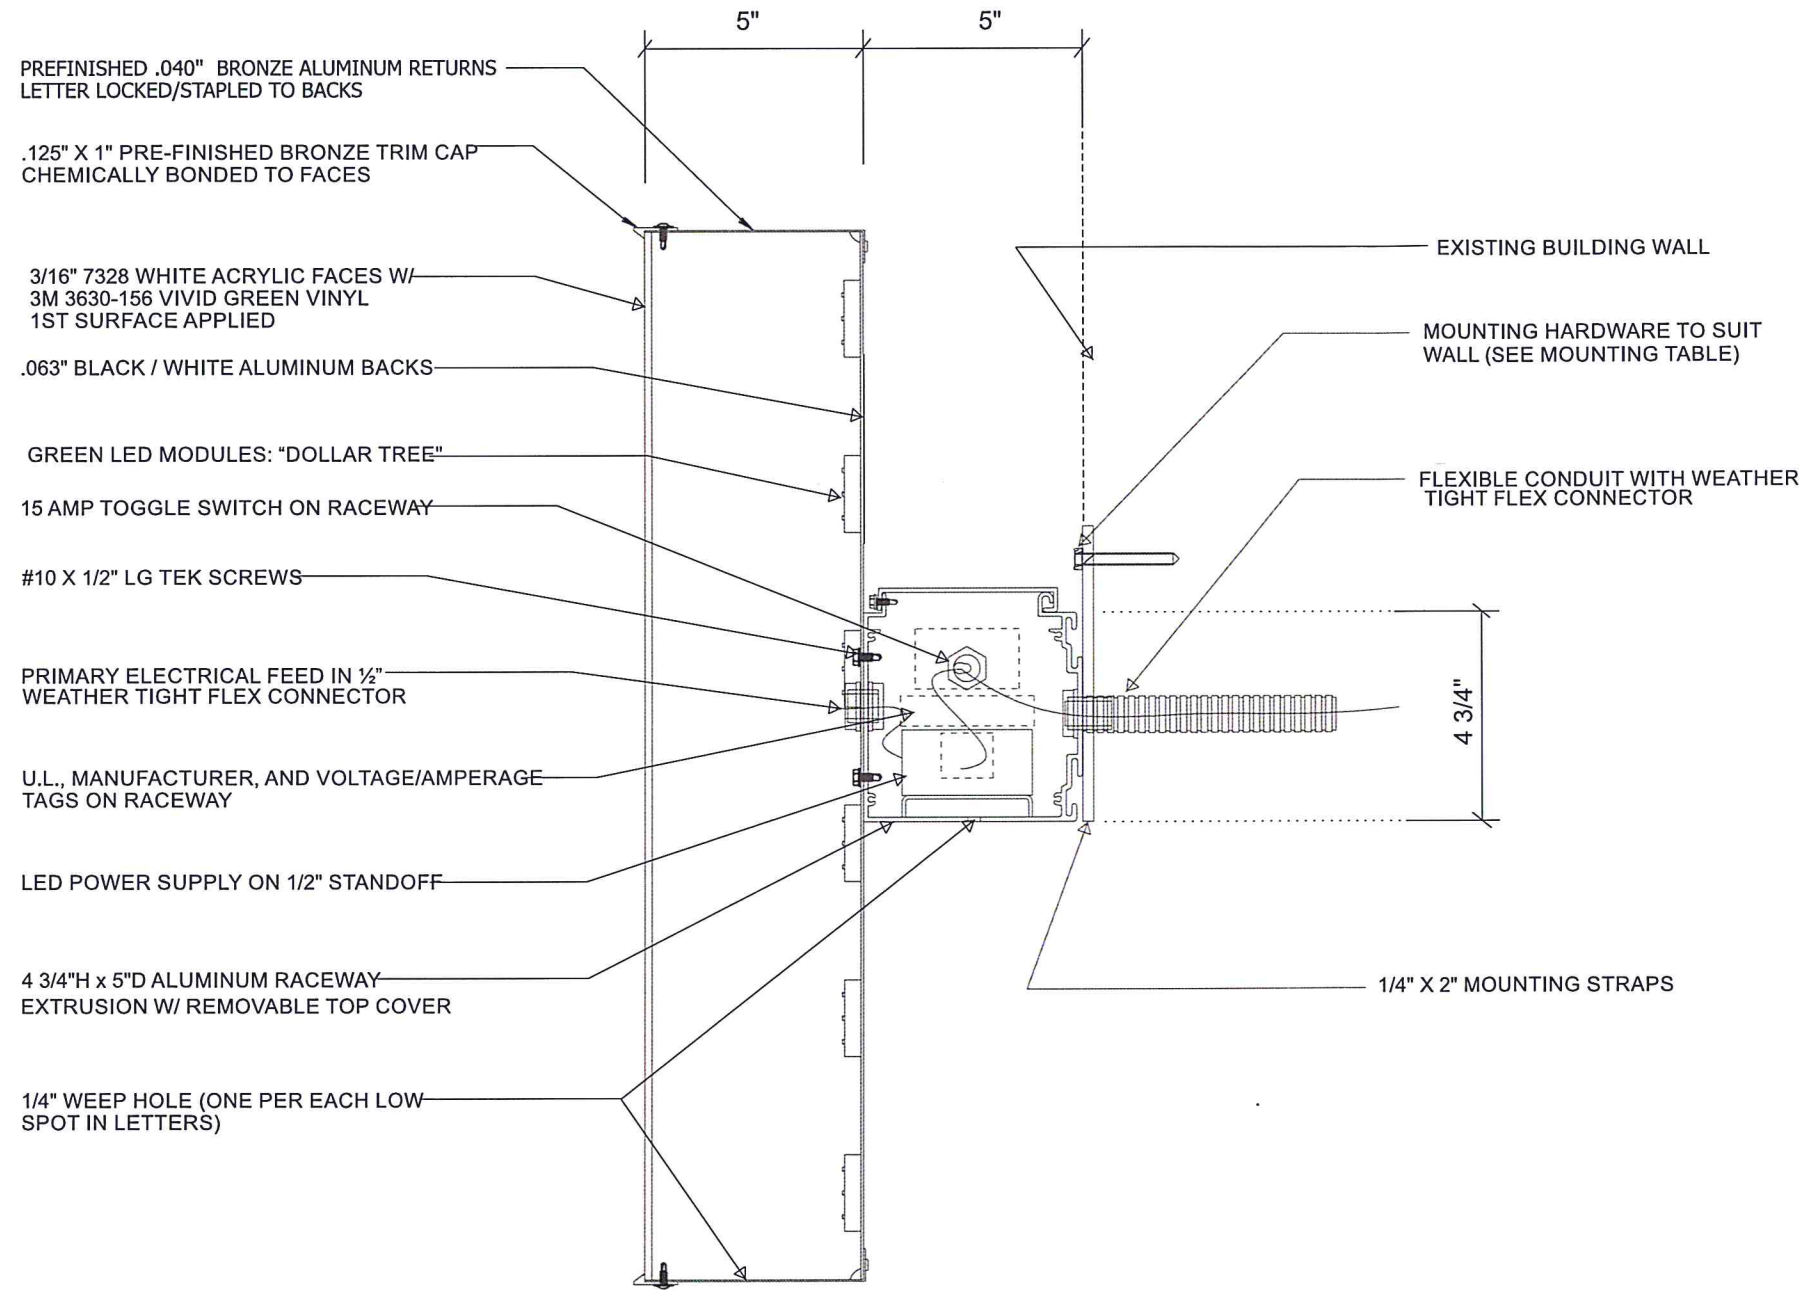 5" 5"
PREFINISHED .040" BRONZE ALUMINUM RETURNS
LETTER LOCKED/STAPLED TO BACKS
.125" X 1" PRE-FINISHED BRONZE TRIM CAP
CHEMICALLY BONDED TO FACES
3/16" 7328 WHITE ACRYLIC FACES W/
3M 3630-156 VIVID GREEN VINYL
1ST SURFACE APPLIED
.063" BLACK / WHITE ALUMINUM BACKS
GREEN LED MODULES: "DOLLAR TREE"
15 AMP TOGGLE SWITCH ON RACEWAY
#10 X 1/2" LG TEK SCREWS
PRIMARY ELECTRICAL FEED IN ½"
WEATHER TIGHT FLEX CONNECTOR
U.L., MANUFACTURER, AND VOLTAGE/AMPERAGE
TAGS ON RACEWAY
LED POWER SUPPLY ON 1/2" STANDOFF
4 3/4"H x 5"D ALUMINUM RACEWAY
EXTRUSION W/ REMOVABLE TOP COVER
1/4" WEEP HOLE (ONE PER EACH LOW
SPOT IN LETTERS)
EXISTING BUILDING WALL
MOUNTING HARDWARE TO SUIT
WALL (SEE MOUNTING TABLE)
FLEXIBLE CONDUIT WITH WEATHER
TIGHT FLEX CONNECTOR
4 3/4"
1/4" X 2" MOUNTING STRAPS